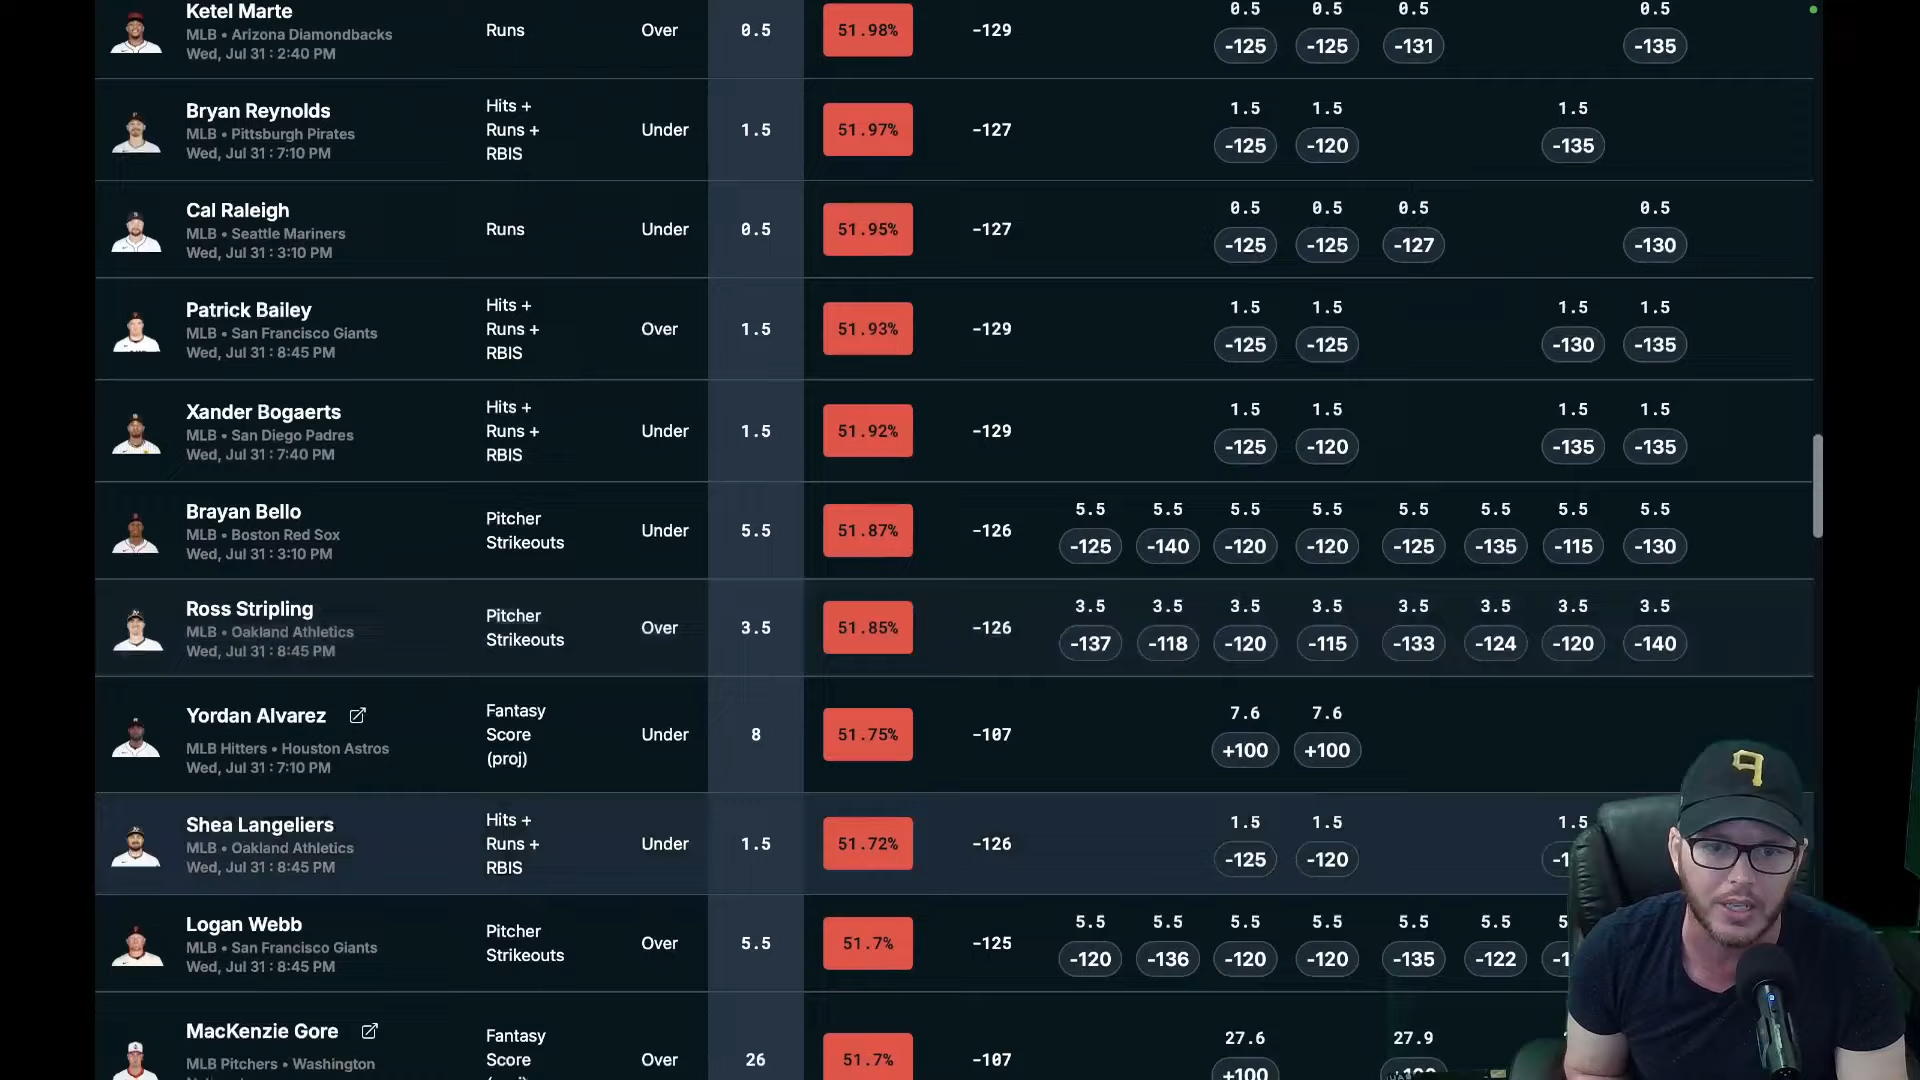 Ketel Marte
MLB • Arizona Diamondbacks
Wed, Jul 31 : 2:40 PM
Runs
Over
0.5
51.98%
-129
0.5 0.5 0.5 0.5
-125 -125 -131 -135
Bryan Reynolds
MLB • Pittsburgh Pirates
Wed, Jul 31 : 7:10 PM
Hits +
Runs +
RBIS
Under
1.5
51.97%
-127
1.5 1.5 1.5
-125 -120 -135
Cal Raleigh
MLB • Seattle Mariners
Wed, Jul 31 : 3:10 PM
Runs
Under
0.5
51.95%
-127
0.5 0.5 0.5 0.5
-125 -125 -127 -130
Patrick Bailey
MLB • San Francisco Giants
Wed, Jul 31 : 8:45 PM
Hits +
Runs +
RBIS
Over
1.5
51.93%
-129
1.5 1.5 1.5 1.5
-125 -125 -130 -135
Xander Bogaerts
MLB • San Diego Padres
Wed, Jul 31 : 7:40 PM
Hits +
Runs +
RBIS
Under
1.5
51.92%
-129
1.5 1.5 1.5 1.5
-125 -120 -135 -135
Brayan Bello
MLB • Boston Red Sox
Wed, Jul 31 : 3:10 PM
Pitcher
Strikeouts
Under
5.5
51.87%
-126
5.5 5.5 5.5 5.5 5.5 5.5 5.5 5.5
-125 -140 -120 -120 -125 -135 -115 -130
Ross Stripling
MLB • Oakland Athletics
Wed, Jul 31 : 8:45 PM
Pitcher
Strikeouts
Over
3.5
51.85%
-126
3.5 3.5 3.5 3.5 3.5 3.5 3.5 3.5
-137 -118 -120 -115 -133 -124 -120 -140
Yordan Alvarez
MLB Hitters • Houston Astros
Wed, Jul 31 : 7:10 PM
Fantasy
Score
(proj)
Under
8
51.75%
-107
7.6 7.6
+100 +100
Shea Langeliers
MLB • Oakland Athletics
Wed, Jul 31 : 8:45 PM
Hits +
Runs +
RBIS
Under
1.5
51.72%
-126
1.5 1.5 1.5
-125 -120
Logan Webb
MLB • San Francisco Giants
Wed, Jul 31 : 8:45 PM
Pitcher
Strikeouts
Over
5.5
51.7%
-125
5.5 5.5 5.5 5.5 5.5 5.5
-120 -136 -120 -120 -135 -122
MacKenzie Gore
MLB Pitchers • Washington
Fantasy
Score
Over
26
51.7%
-107
27.6 27.9
+100